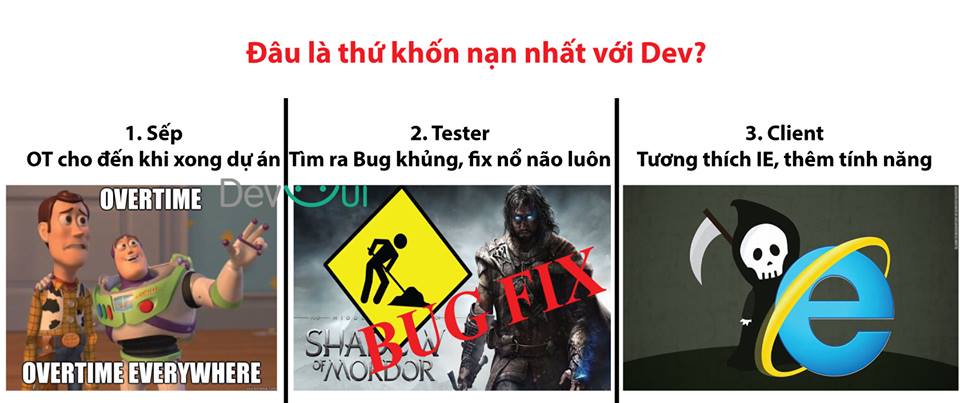 Đâu là thứ khốn nạn nhất với Dev?
1. Sếp
OT cho đến khi xong dự án
2. Tester
Tìm ra Bug khủng, fix nổ não luôn
3. Client
Tương thích IE, thêm tính năng
OVERTIME
OVERTIME EVERYWHERE
BUG FIX
SHADOW
OF MORDOR